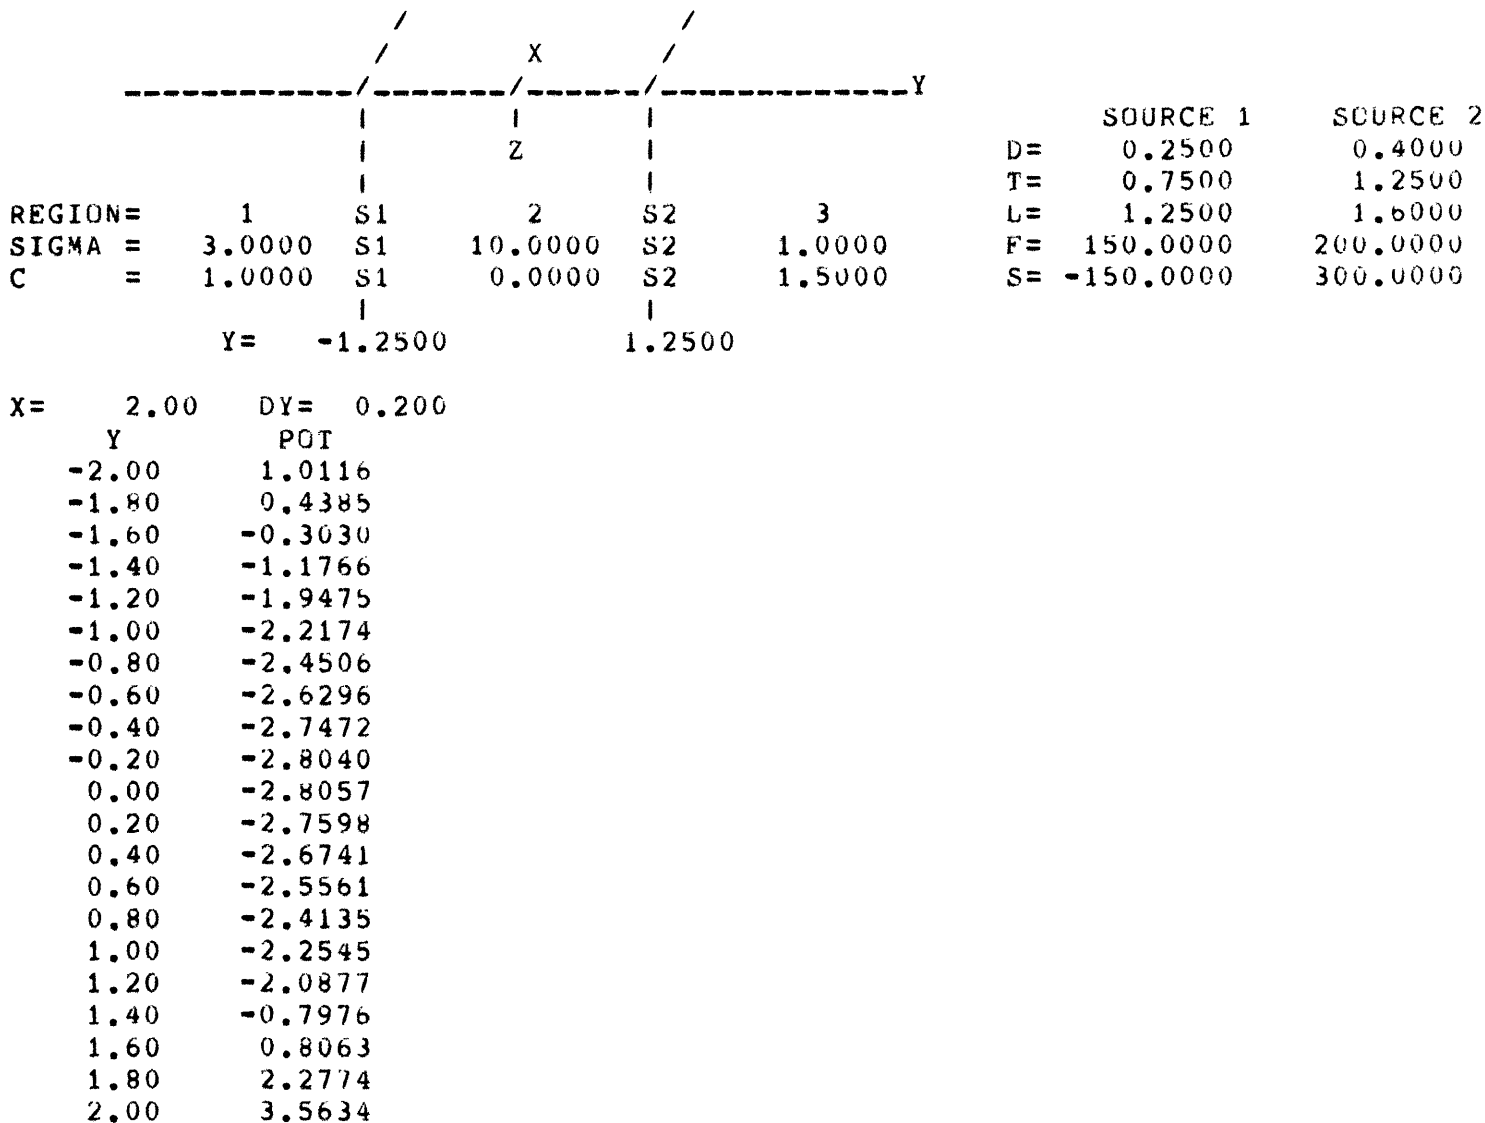 / /
/ X /
------------/-------/------/-------------Y
| | | SOURCE 1 SOURCE 2
| Z | D= 0.2500 0.4000
| | T= 0.7500 1.2500
REGION= 1 S1 2 S2 3 L= 1.2500 1.6000
SIGMA = 3.0000 S1 10.0000 S2 1.0000 F= 150.0000 200.0000
C = 1.0000 S1 0.0000 S2 1.5000 S= -150.0000 300.0000
| |
Y= -1.2500 1.2500
X= 2.00 DY= 0.200
Y POT
-2.00 1.0116
-1.80 0.4385
-1.60 -0.3030
-1.40 -1.1766
-1.20 -1.9475
-1.00 -2.2174
-0.80 -2.4506
-0.60 -2.6296
-0.40 -2.7472
-0.20 -2.8040
0.00 -2.8057
0.20 -2.7598
0.40 -2.6741
0.60 -2.5561
0.80 -2.4135
1.00 -2.2545
1.20 -2.0877
1.40 -0.7976
1.60 0.8063
1.80 2.2774
2.00 3.5634